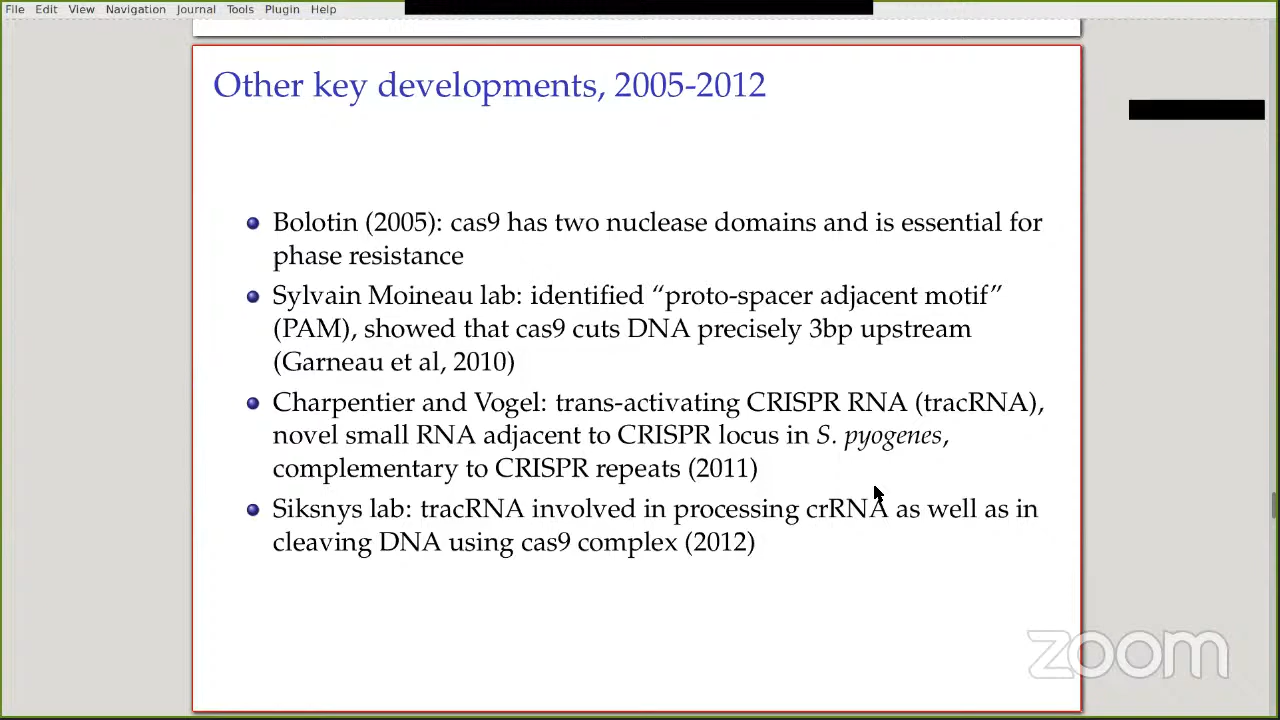 File Edit View Navigation Journal Tools Plugin Help
Other key developments, 2005-2012
Bolotin (2005): cas9 has two nuclease domains and is essential for
phase resistance
Sylvain Moineau lab: identified “proto-spacer adjacent motif”
(PAM), showed that cas9 cuts DNA precisely 3bp upstream
(Garneau et al, 2010)
Charpentier and Vogel: trans-activating CRISPR RNA (tracRNA),
novel small RNA adjacent to CRISPR locus in S. pyogenes,
complementary to CRISPR repeats (2011)
Siksnys lab: tracRNA involved in processing crRNA as well as in
cleaving DNA using cas9 complex (2012)
zoom